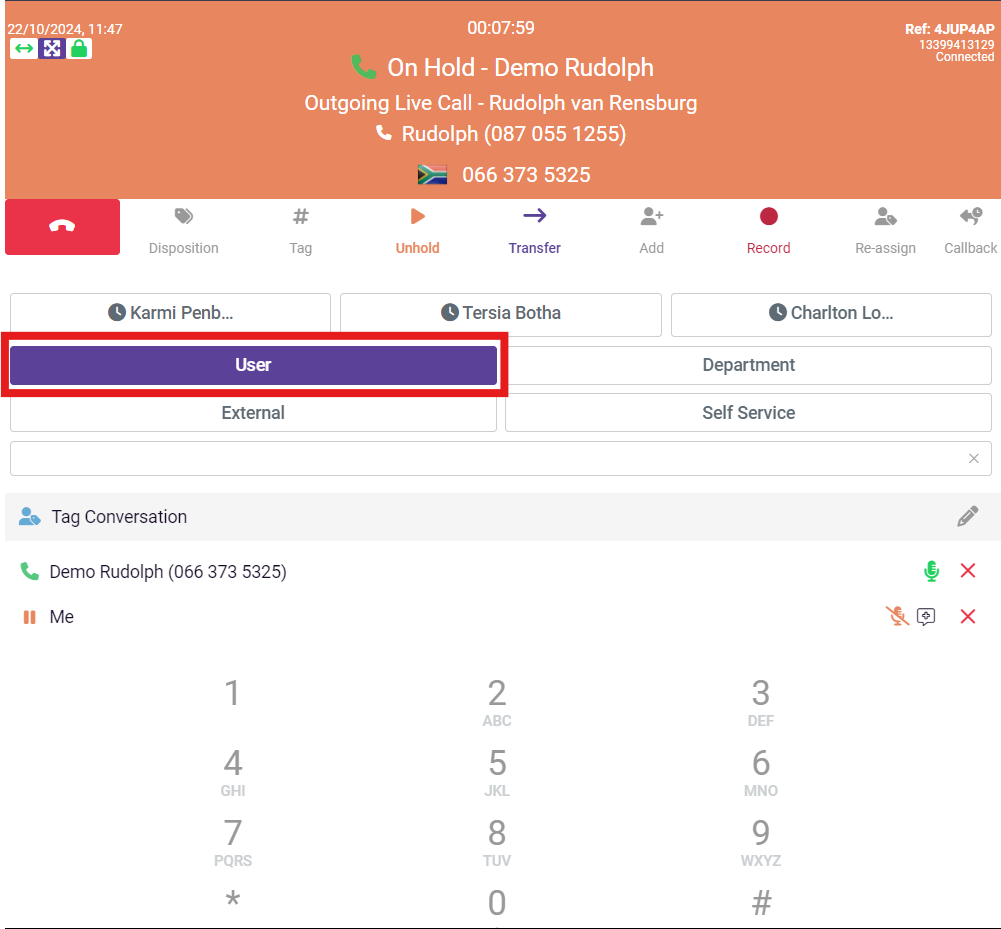 22/10/2024, 11:47
00:07:59
Ref: 4JUP4AP
13399413129
Connected
On Hold - Demo Rudolph
Outgoing Live Call - Rudolph van Rensburg
Rudolph (087 055 1255)
066 373 5325
Disposition
Tag
Unhold
Transfer
Add
Record
Re-assign
Callback
Karmi Penb...
Tersia Botha
Charlton Lo...
User
Department
External
Self Service
Tag Conversation
Demo Rudolph (066 373 5325)
Me
1
2
ABC
3
DEF
4
GHI
5
JKL
6
MNO
7
PQRS
8
TUV
9
WXYZ
*
0
#